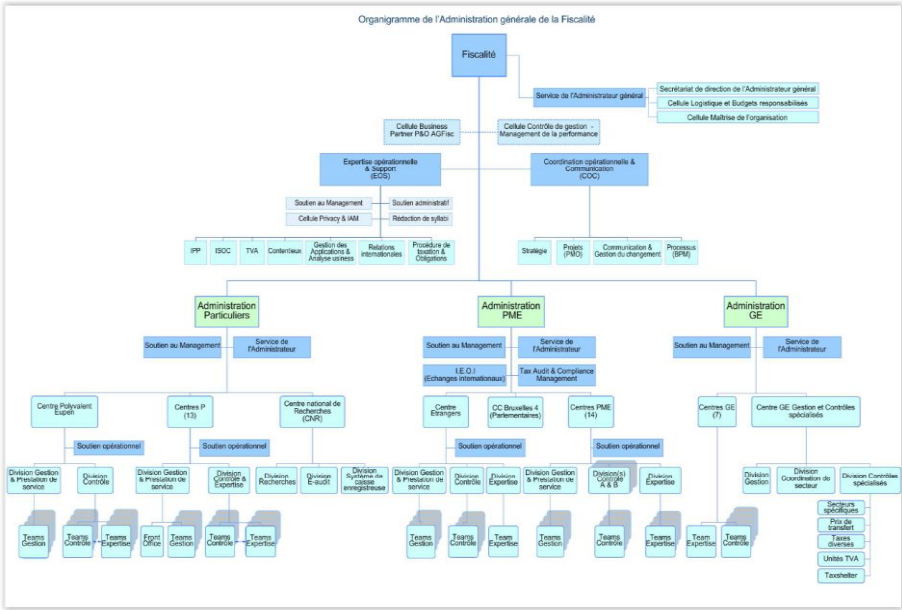 Organigramme de l'Administration générale de la Fiscalité
Fiscalité
Service de l'Administrateur général
Secrétariat de direction de l'Administrateur général
Cellule Logistique et Budgets responsabilisés
Cellule Maîtrise de l'organisation
Cellule Business
Partner P&O AGFisc
Cellule Contrôle de gestion -
Management de la performance
Expertise opérationnelle
& Support
(EOS)
Coordination opérationnelle &
Communication
(COC)
Soutien au Management
Soutien administratif
Cellule Privacy & IAM
Rédaction de syllabi
IPP
ISOC
TVA
Contentieux
Gestion des
Applications &
Analyse usiness
Relations
internationales
Procédure de
taxation &
Obligations
Stratégie
Projets
(PMO)
Communication &
Gestion du changement
Processus
(BPM)
Administration
Particuliers
Administration
PME
Administration
GE
Soutien au Management
Service de
l'Administrateur
Soutien au Management
Service de
l'Administrateur
Soutien au Management
Service de
l'Administrateur
I.E.O.I
(Echanges internationaux)
Tax Audit & Compliance
Management
Centre Polyvalent
Eupen
Centres P
(13)
Centre national de
Recherches
(CNR)
Centre
Etrangers
CC Bruxelles 4
(Parlementaires)
Centres PME
(14)
Centres GE
(7)
Centre GE Gestion et Contrôles
spécialisés
Soutien opérationnel
Soutien opérationnel
Soutien opérationnel
Soutien opérationnel
Division Gestion
& Prestation de
service
Division
Contrôle
Division Gestion
& Prestation de
service
Division
Contrôle &
Expertise
Division
Recherches
Division
E-audit
Division
Système de
caisse
enregistreuse
Division Gestion
& Prestation de
service
Division
Contrôle
Division
Expertise
Division Gestion
& Prestation de
service
Division(s)
Contrôle
A & B
Division
Expertise
Division
Gestion
Division
Coordination de
secteur
Division Contrôles
spécialisés
Secteurs
spécifiques
Prix de
transfert
Taxes
diverses
Unités TVA
Taxshelter
Teams
Gestion
Teams
Contrôle
Teams
Expertise
Front
Office
Teams
Gestion
Teams
Contrôle
Teams
Expertise
Teams
Gestion
Teams
Contrôle
Team
Expertise
Teams
Gestion
Teams
Contrôle
Teams
Expertise
Team
Expertise
Teams
Contrôle